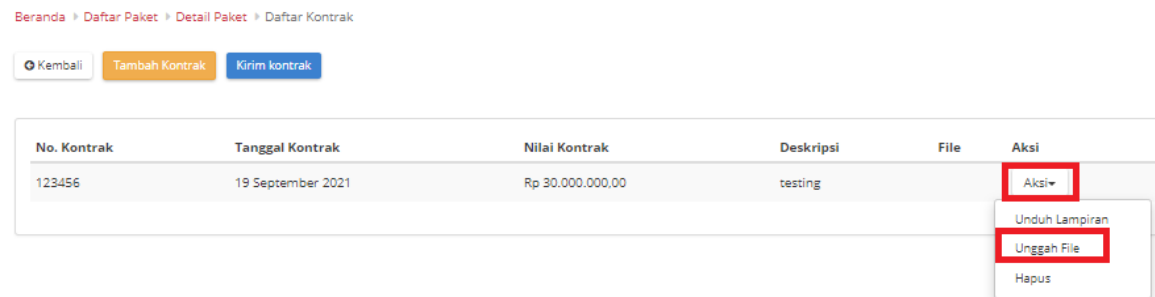 Beranda Daftar Paket Detail Paket Daftar Kontrak
Kembali Tambah Kontrak Kirim kontrak
No. Kontrak Tanggal Kontrak Nilai Kontrak Deskripsi File Aksi
123456 19 September 2021 Rp 30.000.000,00 testing Aksi
Unduh Lampiran
Unggah File
Hapus